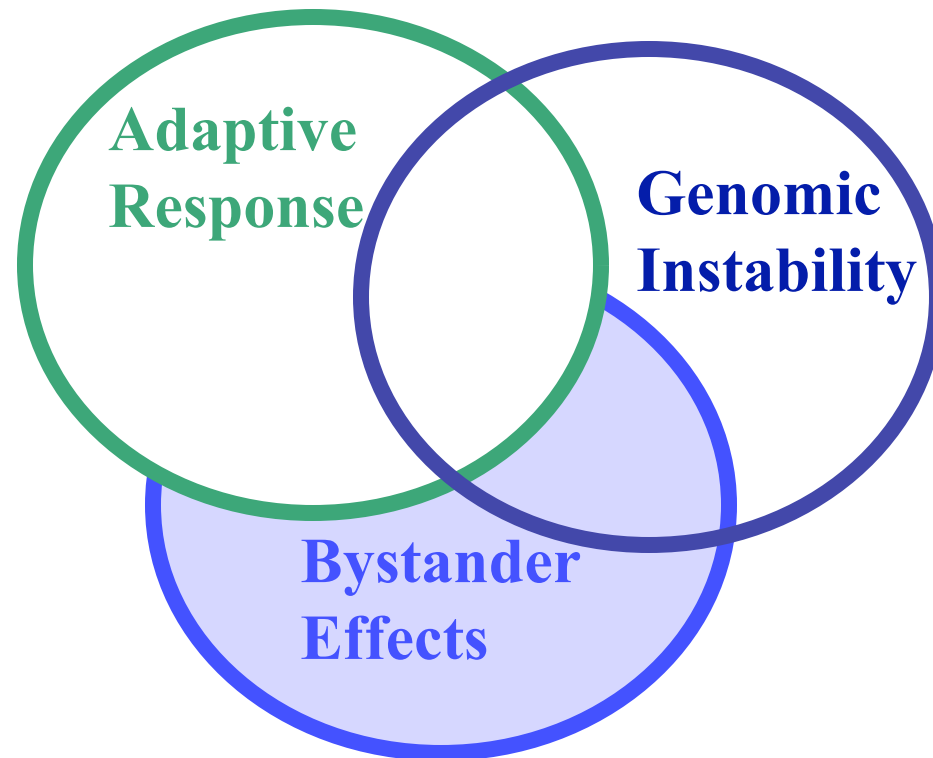 Adaptive
Response
Genomic
Instability
Bystander
Effects